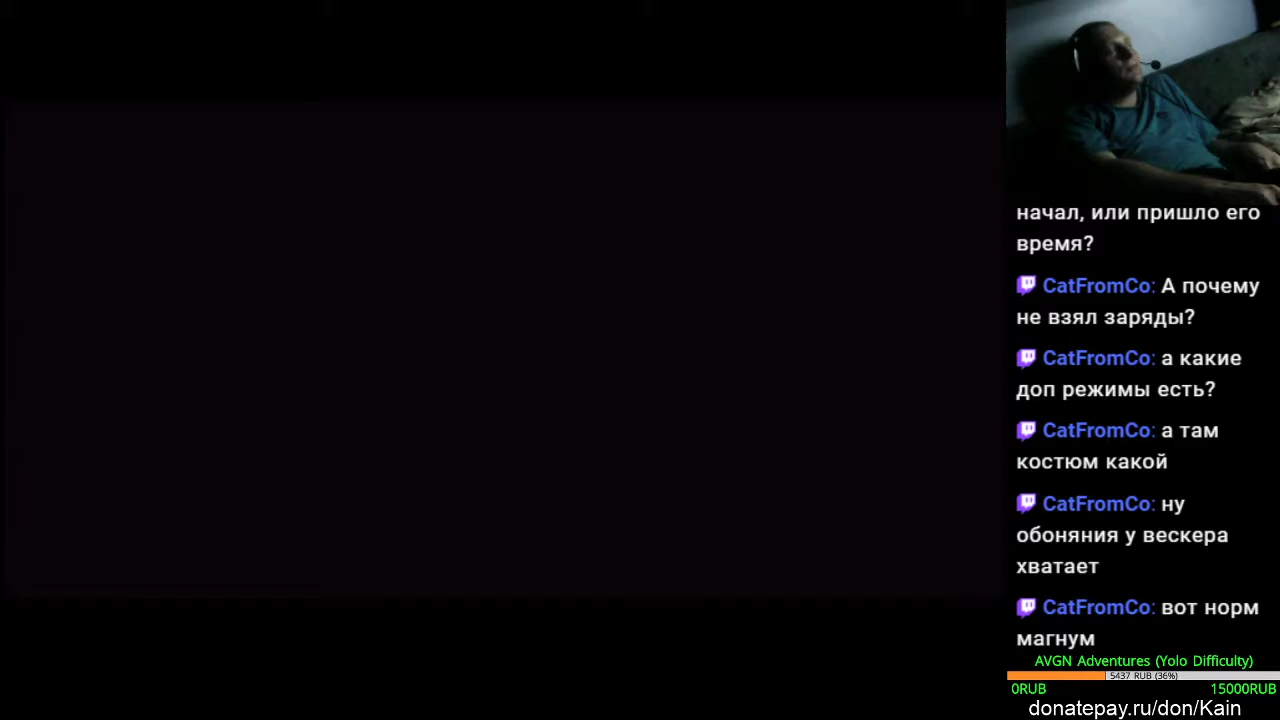 начал, или пришло его
время?
CatFromCo: А почему
не взял заряды?
CatFromCo: а какие
доп режимы есть?
CatFromCo: а там
костюм какой
CatFromCo: ну
обоняния у вескера
хватает
CatFromCo: вот норм
магнум
AVGN Adventures (Yolo Difficulty)
5437 RUB (36%)
0RUB 15000RUB
donatepay.ru/don/Kain